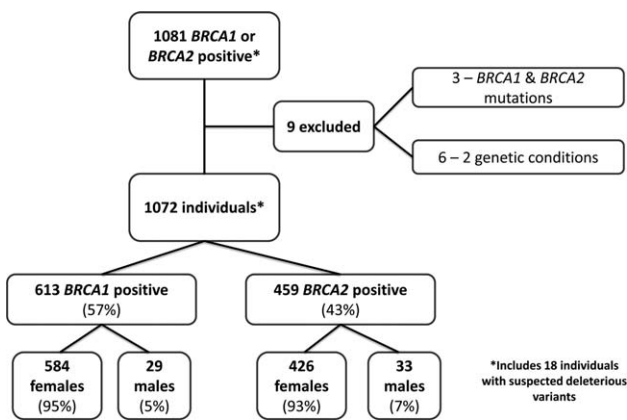 1081 BRCA1 or
BRCA2 positive*
3 – BRCA1 & BRCA2
mutations
9 excluded
6 – 2 genetic conditions
1072 individuals*
613 BRCA1 positive
(57%)
459 BRCA2 positive
(43%)
584
females
(95%)
29
males
(5%)
426
females
(93%)
33
males
(7%)
*Includes 18 individuals
with suspected deleterious
variants